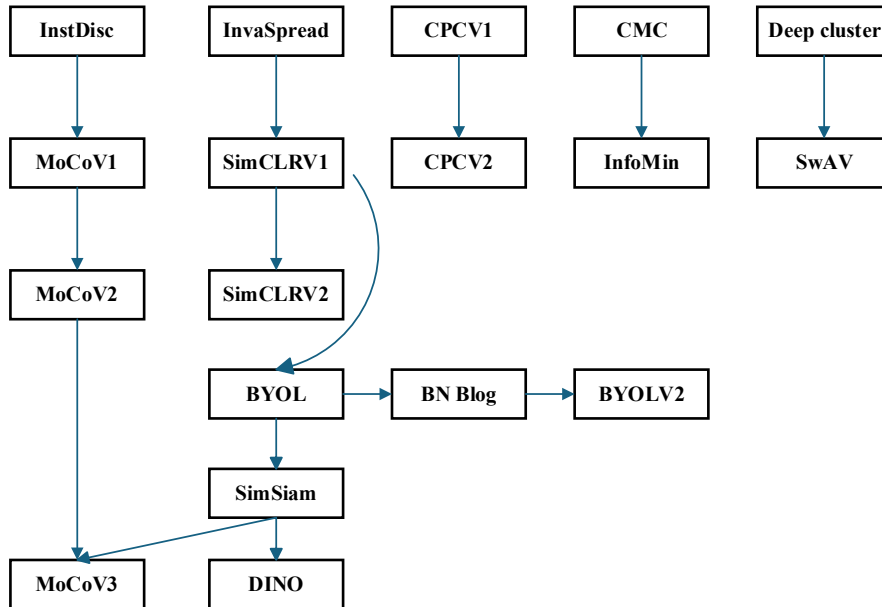 InstDisc
InvaSpread
CPCV1
CMC
Deep cluster
MoCoV1
SimCLRV1
CPCV2
InfoMin
SwAV
MoCoV2
SimCLRV2
BYOL
BN Blog
BYOLV2
SimSiam
MoCoV3
DINO